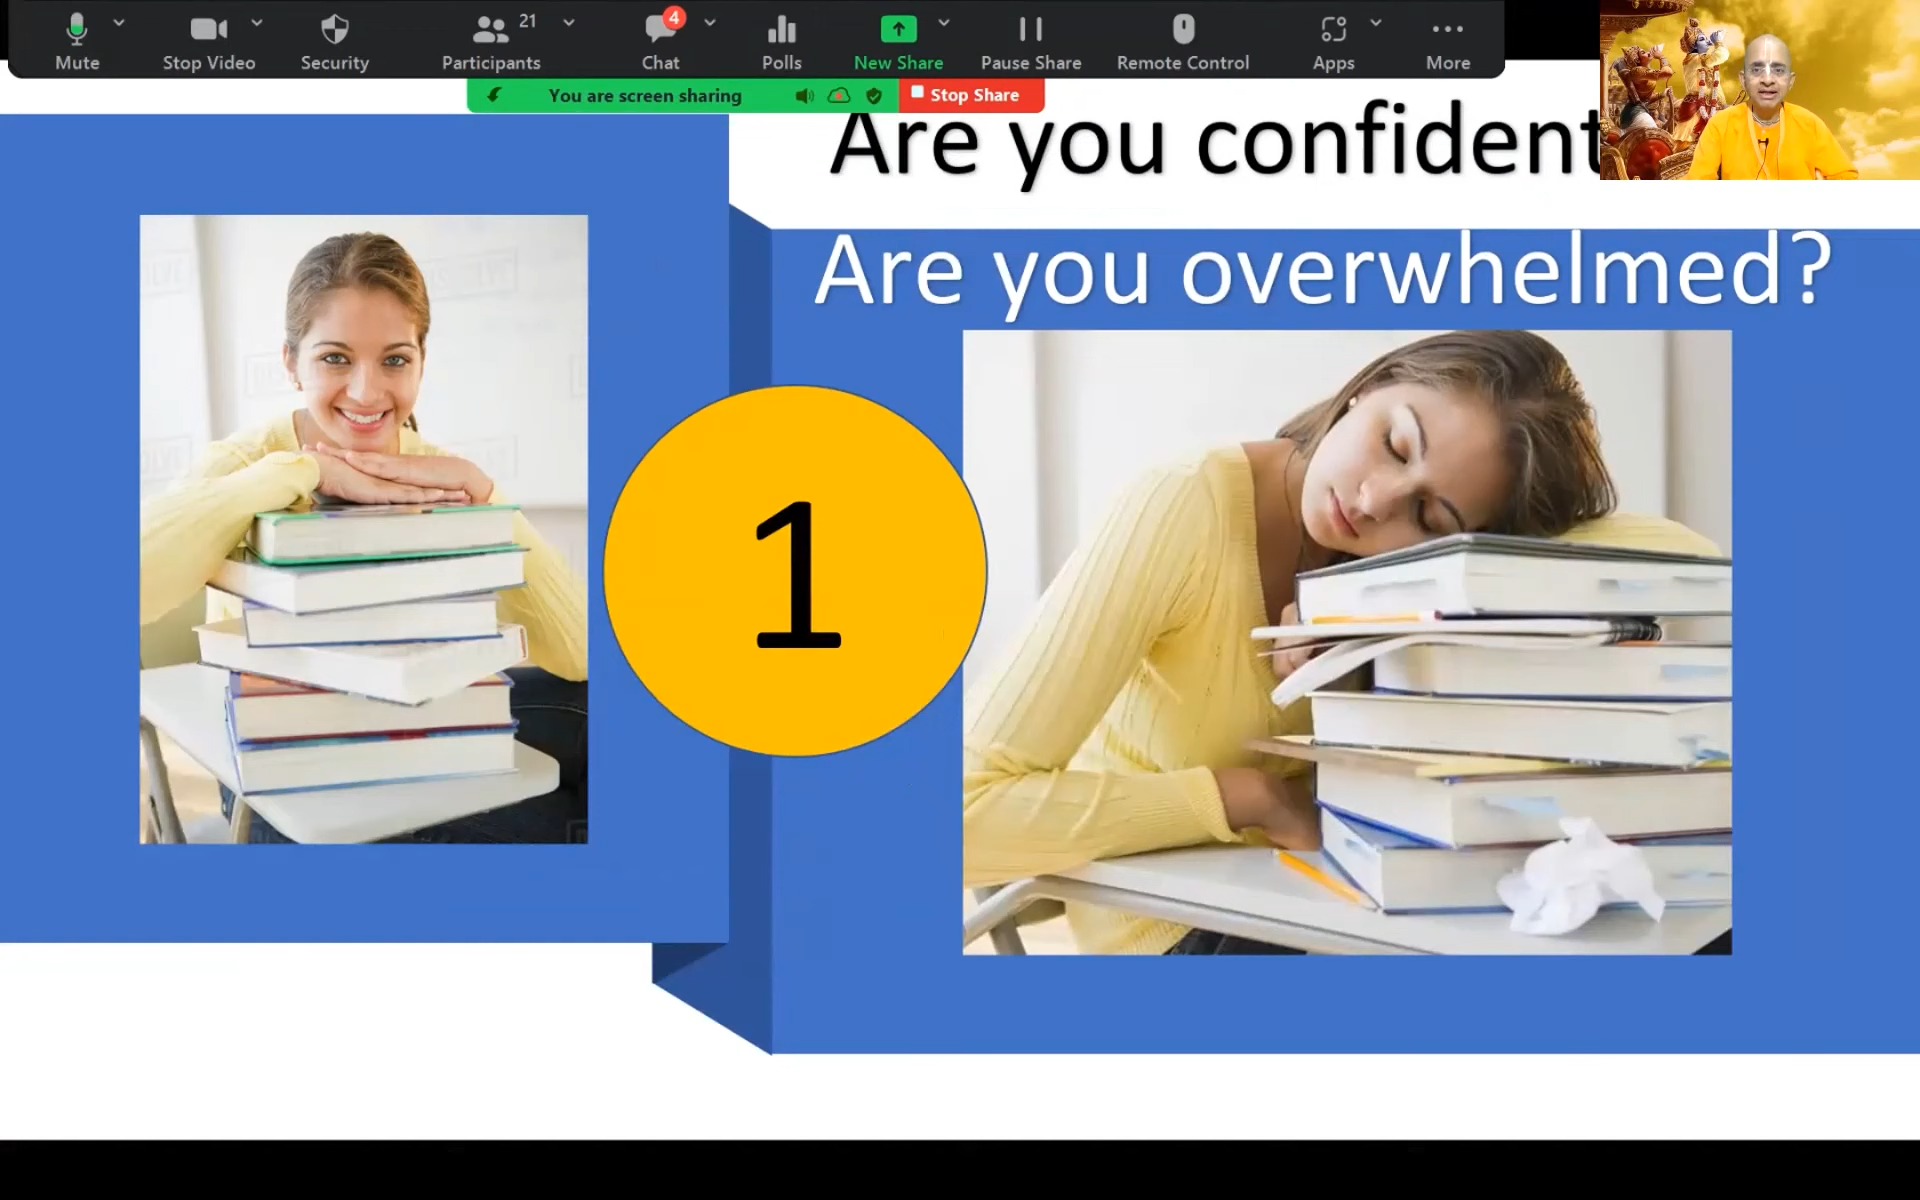 21
4
Mute
Stop Video
Security
Participants
Chat
Polls
New Share
Pause Share
Remote Control
Apps
More
You are screen sharing
Stop Share
Are you confident
Are you overwhelmed?
1